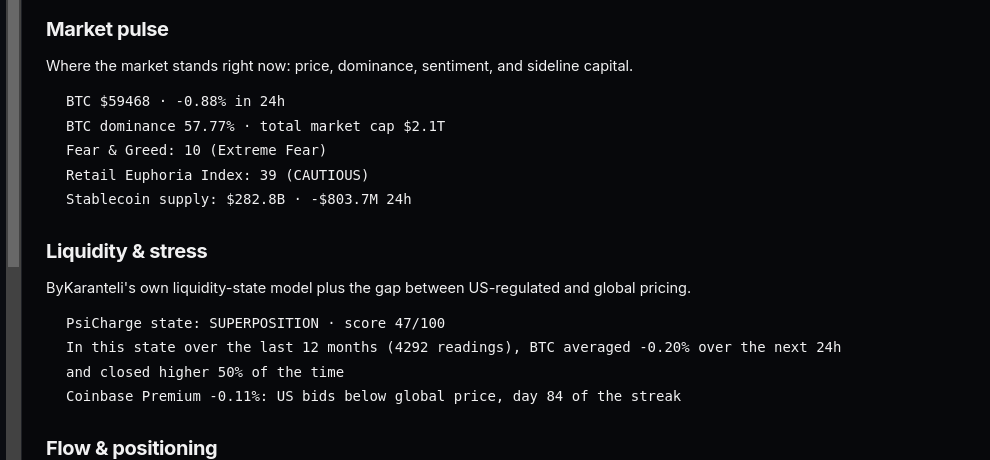 Market pulse
Where the market stands right now: price, dominance, sentiment, and sideline capital.
BTC $59468 · -0.88% in 24h
BTC dominance 57.77% · total market cap $2.1T
Fear & Greed: 10 (Extreme Fear)
Retail Euphoria Index: 39 (CAUTIOUS)
Stablecoin supply: $282.8B · -$803.7M 24h
Liquidity & stress
ByKaranteli's own liquidity-state model plus the gap between US-regulated and global pricing.
PsiCharge state: SUPERPOSITION · score 47/100
In this state over the last 12 months (4292 readings), BTC averaged -0.20% over the next 24h
and closed higher 50% of the time
Coinbase Premium -0.11%: US bids below global price, day 84 of the streak
Flow & positioning